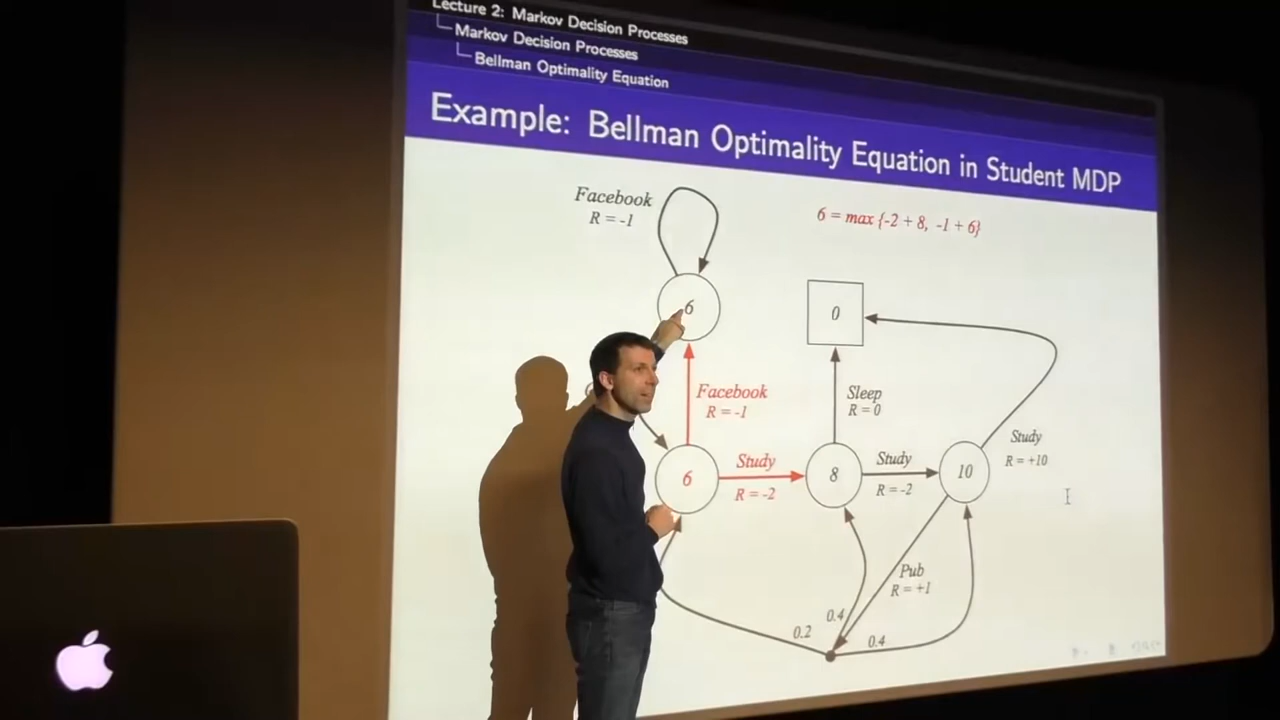 Lecture 2: Markov Decision Processes
Markov Decision Processes
Bellman Optimality Equation
Example: Bellman Optimality Equation in Student MDP
Facebook
R = -1
6 = max {-2 + 8, -1 + 6}
6
0
Facebook
R = -1
Sleep
R = 0
6
Study
R = -2
8
Study
R = -2
10
Study
R = +10
Pub
R = +1
0.4
0.2
0.4